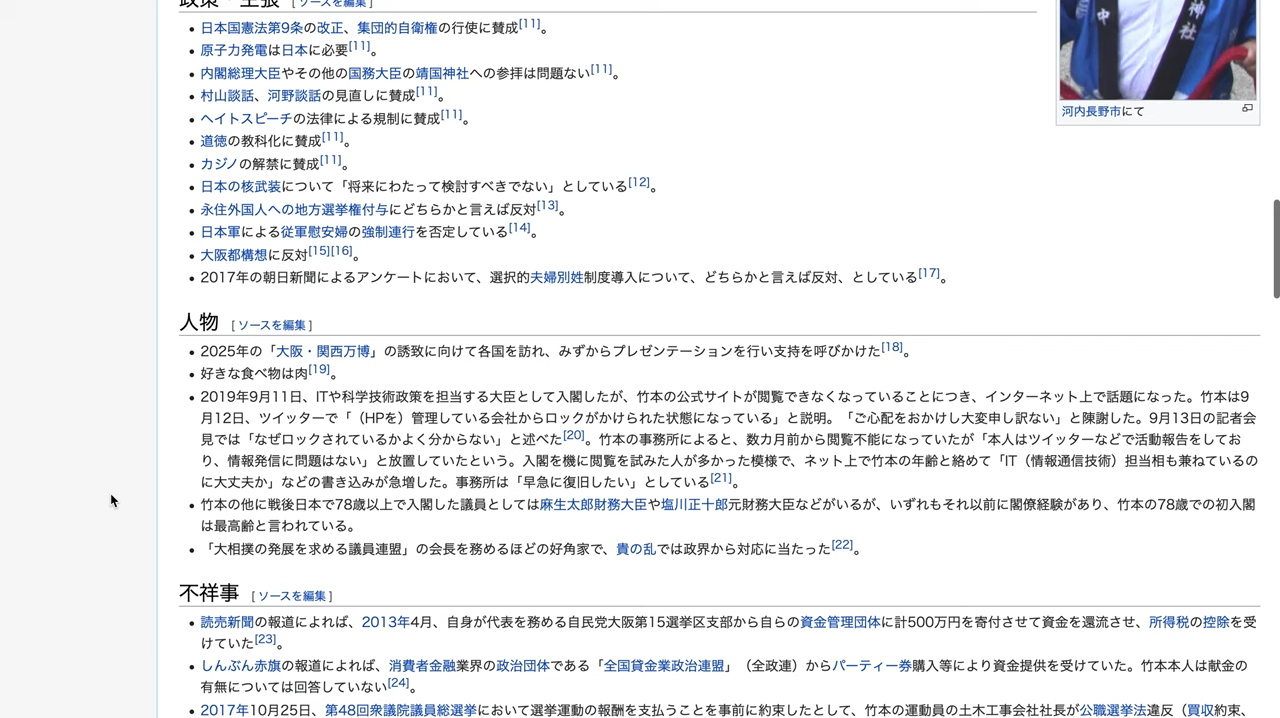 政策・主張 [ ソースを編集 ]
神社
中
• 日本国憲法第9条の改正、集団的自衛権の行使に賛成[11]。
• 原子力発電は日本に必要[11]。
• 内閣総理大臣やその他の国務大臣の靖国神社への参拝は問題ない[11]。
• 村山談話、河野談話の見直しに賛成[11]。
河内長野市にて
• ヘイトスピーチの法律による規制に賛成[11]。
• 道徳の教科化に賛成[11]。
• カジノの解禁に賛成[11]。
• 日本の核武装について「将来にわたって検討すべきでない」としている[12]。
• 永住外国人への地方選挙権付与にどちらかと言えば反対[13]。
• 日本軍による従軍慰安婦の強制連行を否定している[14]。
• 大阪都構想に反対[15][16]。
• 2017年の朝日新聞によるアンケートにおいて、選択的夫婦別姓制度導入について、どちらかと言えば反対、としている[17]。
人物 [ ソースを編集 ]
• 2025年の「大阪・関西万博」の誘致に向けて各国を訪れ、みずからプレゼンテーションを行い支持を呼びかけた[18]。
• 好きな食べ物は肉[19]。
• 2019年9月11日、ITや科学技術政策を担当する大臣として入閣したが、竹本の公式サイトが閲覧できなくなっていることにつき、インターネット上で話題になった。竹本は9
月12日、ツイッターで「（HPを）管理している会社からロックがかけられた状態になっている」と説明。「ご心配をおかけし大変申し訳ない」と陳謝した。9月13日の記者会
見では「なぜロックされているかよく分からない」と述べた[20]。竹本の事務所によると、数カ月前から閲覧不能になっていたが「本人はツイッターなどで活動報告をしてお
り、情報発信に問題はない」と放置していたという。入閣を機に閲覧を試みた人が多かった模様で、ネット上で竹本の年齢と絡めて「IT（情報通信技術）担当相も兼ねているの
に大丈夫か」などの書き込みが急増した。事務所は「早急に復旧したい」としている[21]。
• 竹本の他に戦後日本で78歳以上で入閣した議員としては麻生太郎財務大臣や塩川正十郎元財務大臣などがいるが、いずれもそれ以前に閣僚経験があり、竹本の78歳での初入閣
は最高齢と言われている。
• 「大相撲の発展を求める議員連盟」の会長を務めるほどの好角家で、貴の乱では政界から対応に当たった[22]。
不祥事 [ ソースを編集 ]
• 読売新聞の報道によれば、2013年4月、自身が代表を務める自民党大阪第15選挙区支部から自らの資金管理団体に計500万円を寄付させて資金を還流させ、所得税の控除を受
けていた[23]。
• しんぶん赤旗の報道によれば、消費者金融業界の政治団体である「全国貸金業政治連盟」（全政連）からパーティー券購入等により資金提供を受けていた。竹本本人は献金の
有無については回答していない[24]。
• 2017年10月25日、第48回衆議院議員総選挙において選挙運動の報酬を支払うことを事前に約束したとして、竹本の運動員の土木工事会社社長が公職選挙法違反（買収約束、